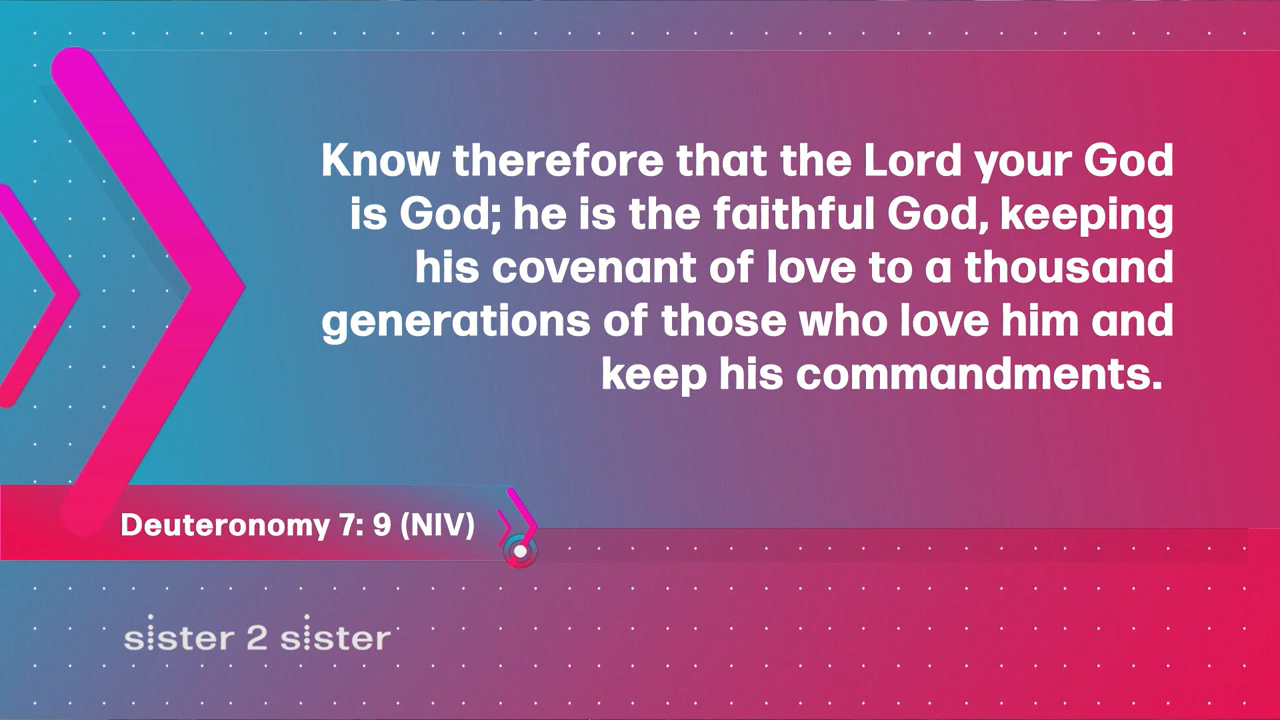 Know therefore that the Lord your God
is God; he is the faithful God, keeping
his covenant of love to a thousand
generations of those who love him and
keep his commandments.
Deuteronomy 7: 9 (NIV)
sister 2 sister